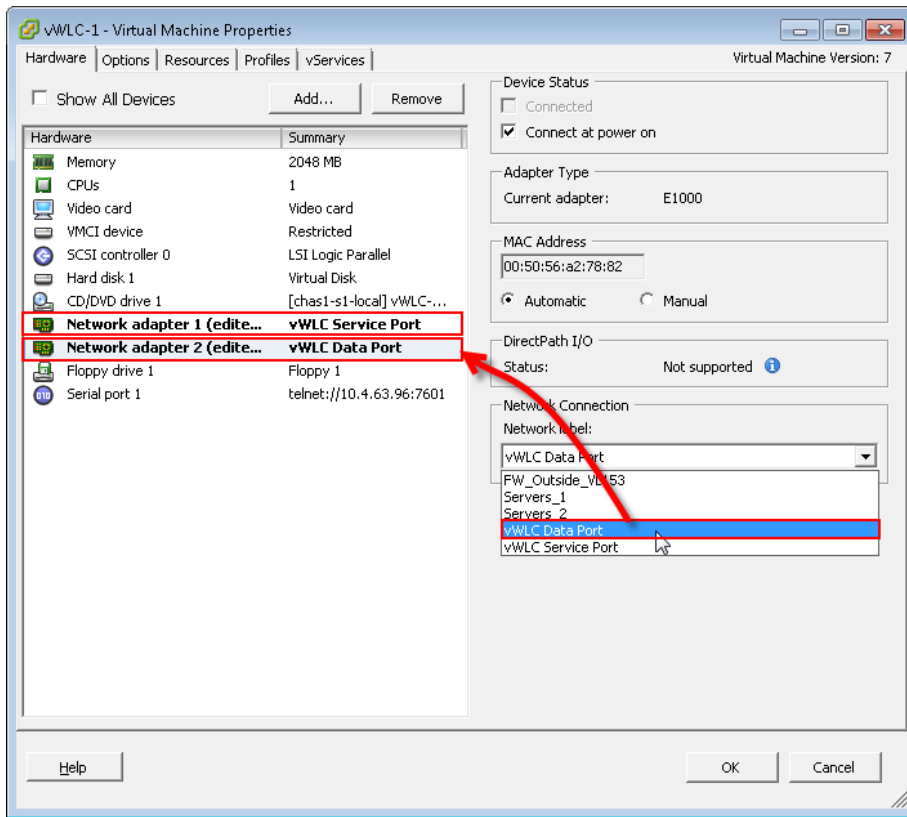 vWLC-1 - Virtual Machine Properties
Hardware Options Resources Profiles vServices Virtual Machine Version: 7
Show All Devices Add... Remove
Hardware Summary
Memory 2048 MB
CPUs 1
Video card Video card
VMCI device Restricted
SCSI controller 0 LSI Logic Parallel
Hard disk 1 Virtual Disk
CD/DVD drive 1 [chas1-s1-local] vWLC-...
Network adapter 1 (edite... vWLC Service Port
Network adapter 2 (edite... vWLC Data Port
Floppy drive 1 Floppy 1
Serial port 1 telnet://10.4.63.96:7601
Device Status
Connected
Connect at power on
Adapter Type
Current adapter: E1000
MAC Address
00:50:56:a2:78:82
Automatic Manual
DirectPath I/O
Status: Not supported
Network Connection
Network label:
vWLC Data Port
FW_Outside_VL153
Servers_1
Servers_2
vWLC Data Port
vWLC Service Port
Help OK Cancel